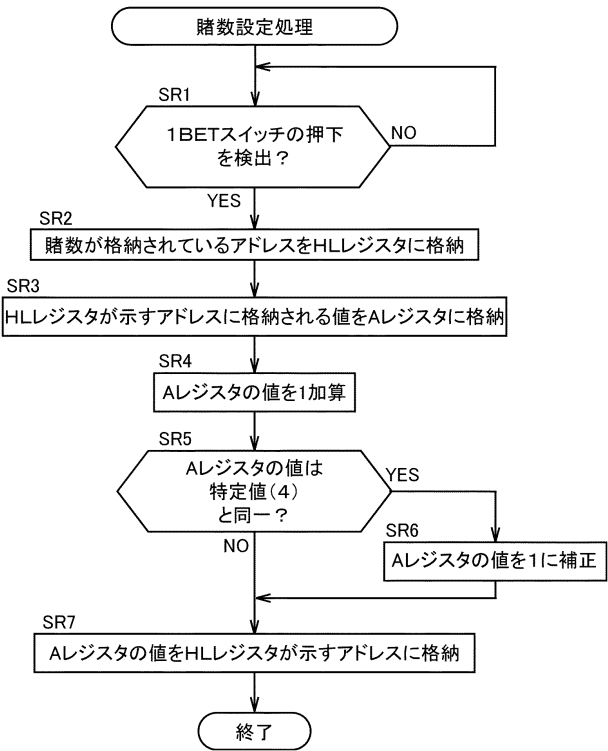 賭数設定処理
SR1
1BETスイッチの押下
を検出？
NO
YES
SR2
賭数が格納されているアドレスをHLレジスタに格納
SR3
HLレジスタが示すアドレスに格納される値をAレジスタに格納
SR4
Aレジスタの値を1加算
SR5
Aレジスタの値は
特定値（4）
と同一？
YES
NO
SR6
Aレジスタの値を1に補正
SR7
Aレジスタの値をHLレジスタが示すアドレスに格納
終了